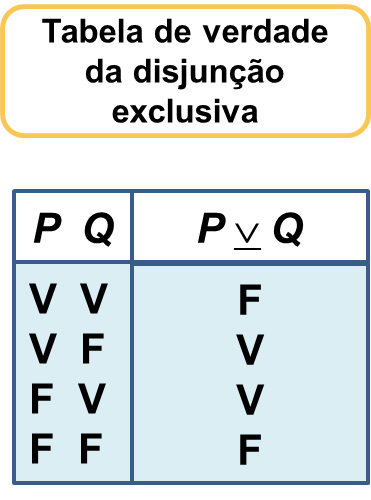 Tabela de verdade
da disjunção
exclusiva
P Q P ⊻ Q
V V F
V F V
F V V
F F F